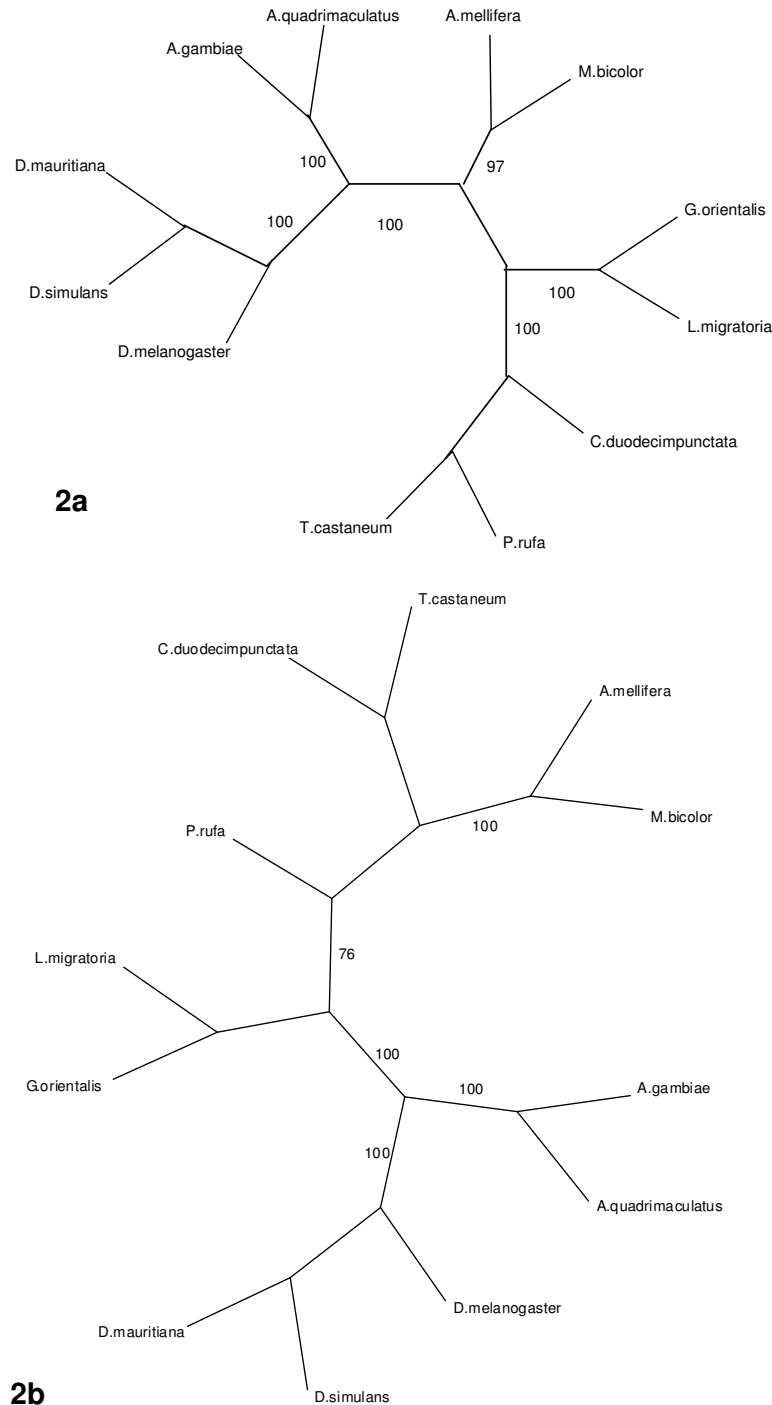 A.quadrimaculatus
A.mellifera
A.gambiae
M.bicolor
100
97
D.mauritiana
G.orientalis
100
100
100
D.simulans
L.migratoria
100
D.melanogaster
C.duodecimpunctata
2a
T.castaneum
P.rufa
T.castaneum
C.duodecimpunctata
A.mellifera
M.bicolor
100
P.rufa
76
L.migratoria
100
G.orientalis
100
A.gambiae
100
A.quadrimaculatus
D.melanogaster
D.mauritiana
2b
D.simulans